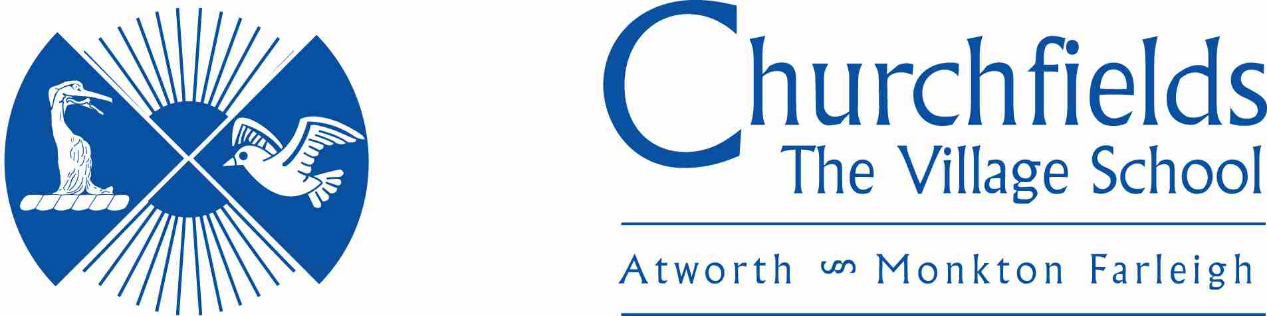 Churchfields
The Village School
Atworth ∽ Monkton Farleigh